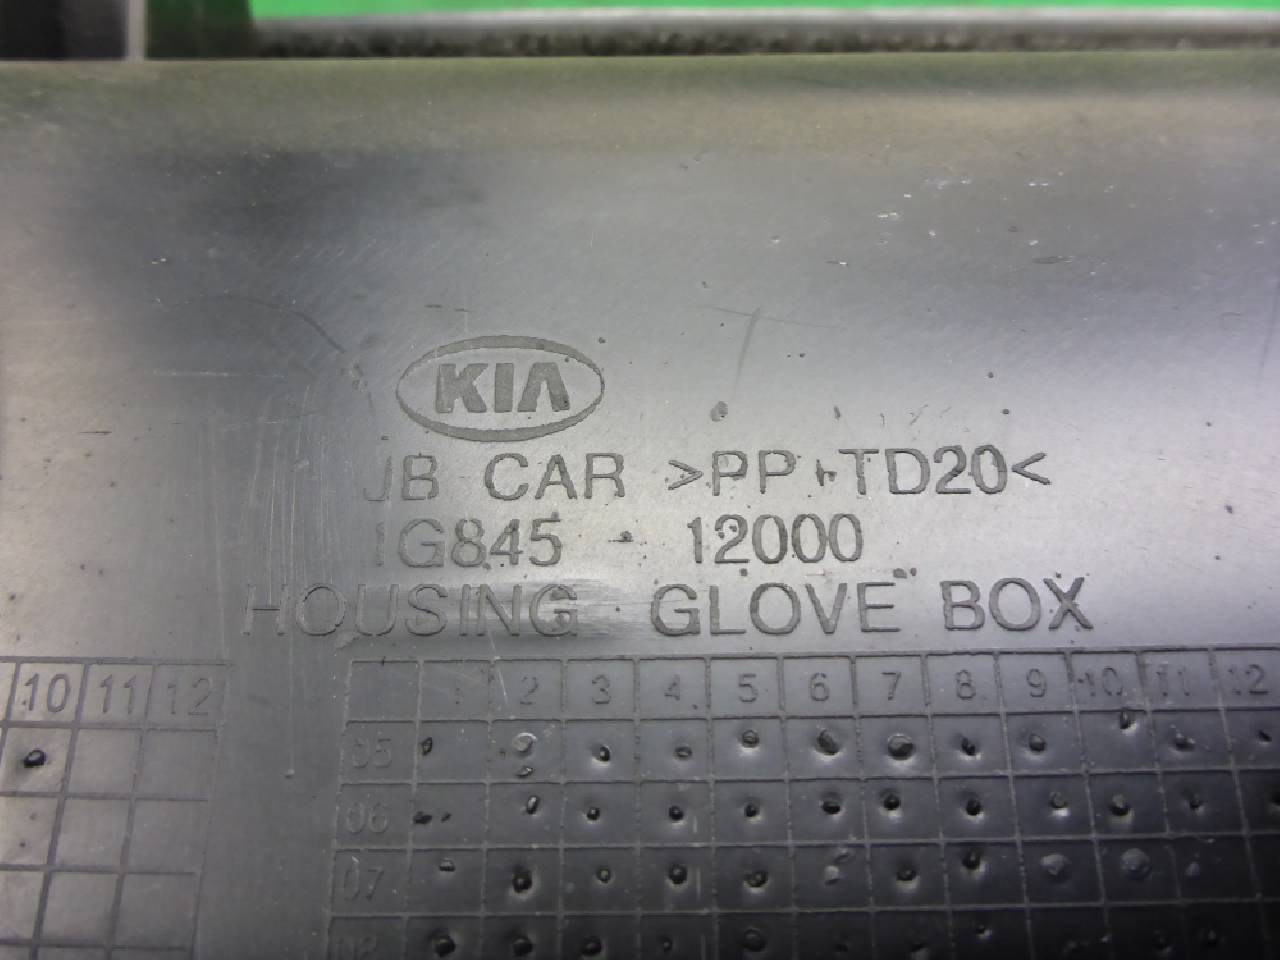 KIA
JB CAR >PP+TD20<
1G845 - 12000
HOUSING GLOVE BOX
10 11 12
1 2 3 4 5 6 7 8 9 10 11 12
05
06
07
08